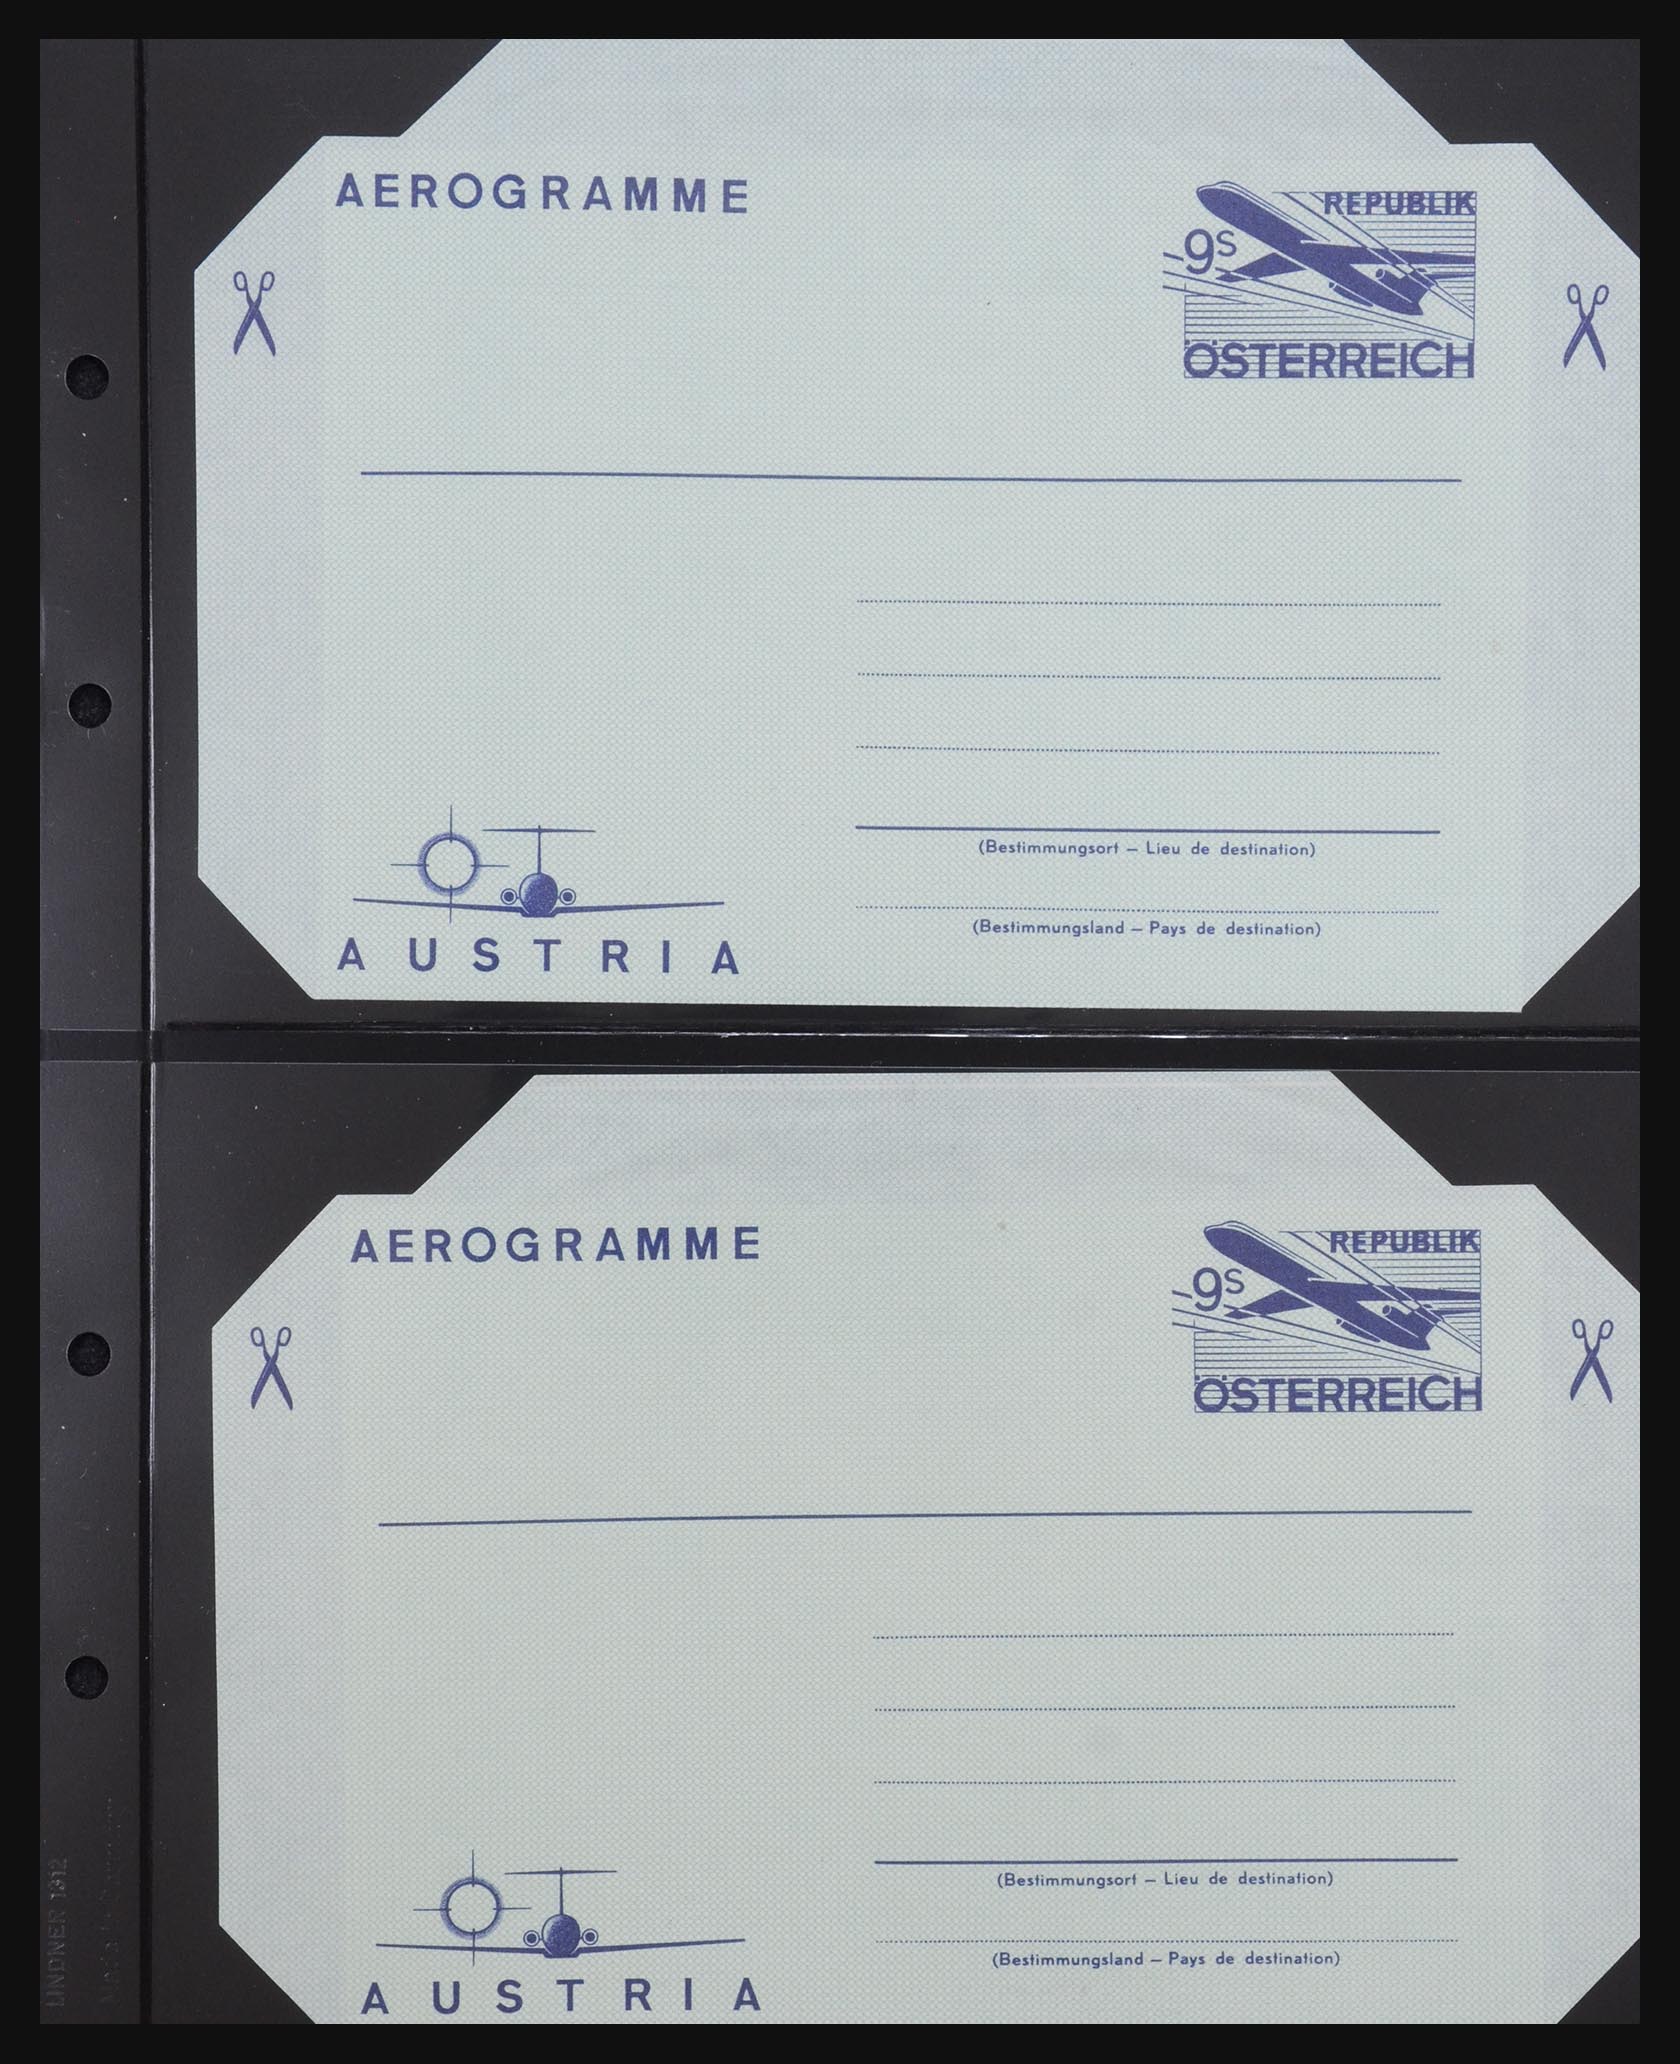 AEROGRAMME
REPUBLIK
9S
ÖSTERREICH
(Bestimmungsort – Lieu de destination)
(Bestimmungsland – Pays de destination)
AUSTRIA
AEROGRAMME
REPUBLIK
9S
ÖSTERREICH
(Bestimmungsort – Lieu de destination)
(Bestimmungsland – Pays de destination)
AUSTRIA
LINDNER 1312